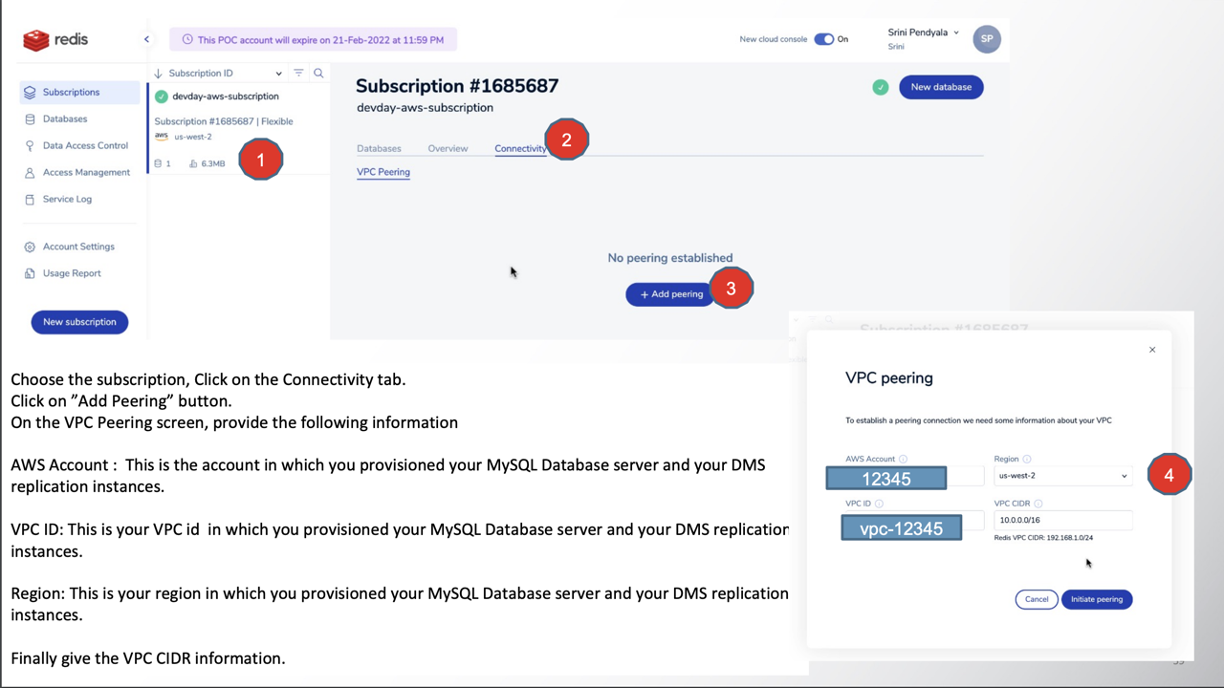 redis
This POC account will expire on 21-Feb-2022 at 11:59 PM
New cloud console On
Srini Pendyala
Srini
SP
Subscriptions
Databases
Data Access Control
Access Management
Service Log
Account Settings
Usage Report
New subscription
Subscription ID
devday-aws-subscription
Subscription #1685687 | Flexible
aws us-west-2
1 6.3MB
1
Subscription #1685687
devday-aws-subscription
New database
Databases Overview Connectivity
2
VPC Peering
No peering established
+ Add peering
3
Choose the subscription, Click on the Connectivity tab.
Click on ”Add Peering” button.
On the VPC Peering screen, provide the following information
AWS Account : This is the account in which you provisioned your MySQL Database server and your DMS
replication instances.
VPC ID: This is your VPC id in which you provisioned your MySQL Database server and your DMS replication
instances.
Region: This is your region in which you provisioned your MySQL Database server and your DMS replication
instances.
Finally give the VPC CIDR information.
Subscription #1685687
VPC peering
To establish a peering connection we need some information about your VPC
AWS Account Region
12345 us-west-2
4
VPC ID VPC CIDR
vpc-12345 10.0.0.0/16
Redis VPC CIDR: 192.168.1.0/24
Cancel Initiate peering